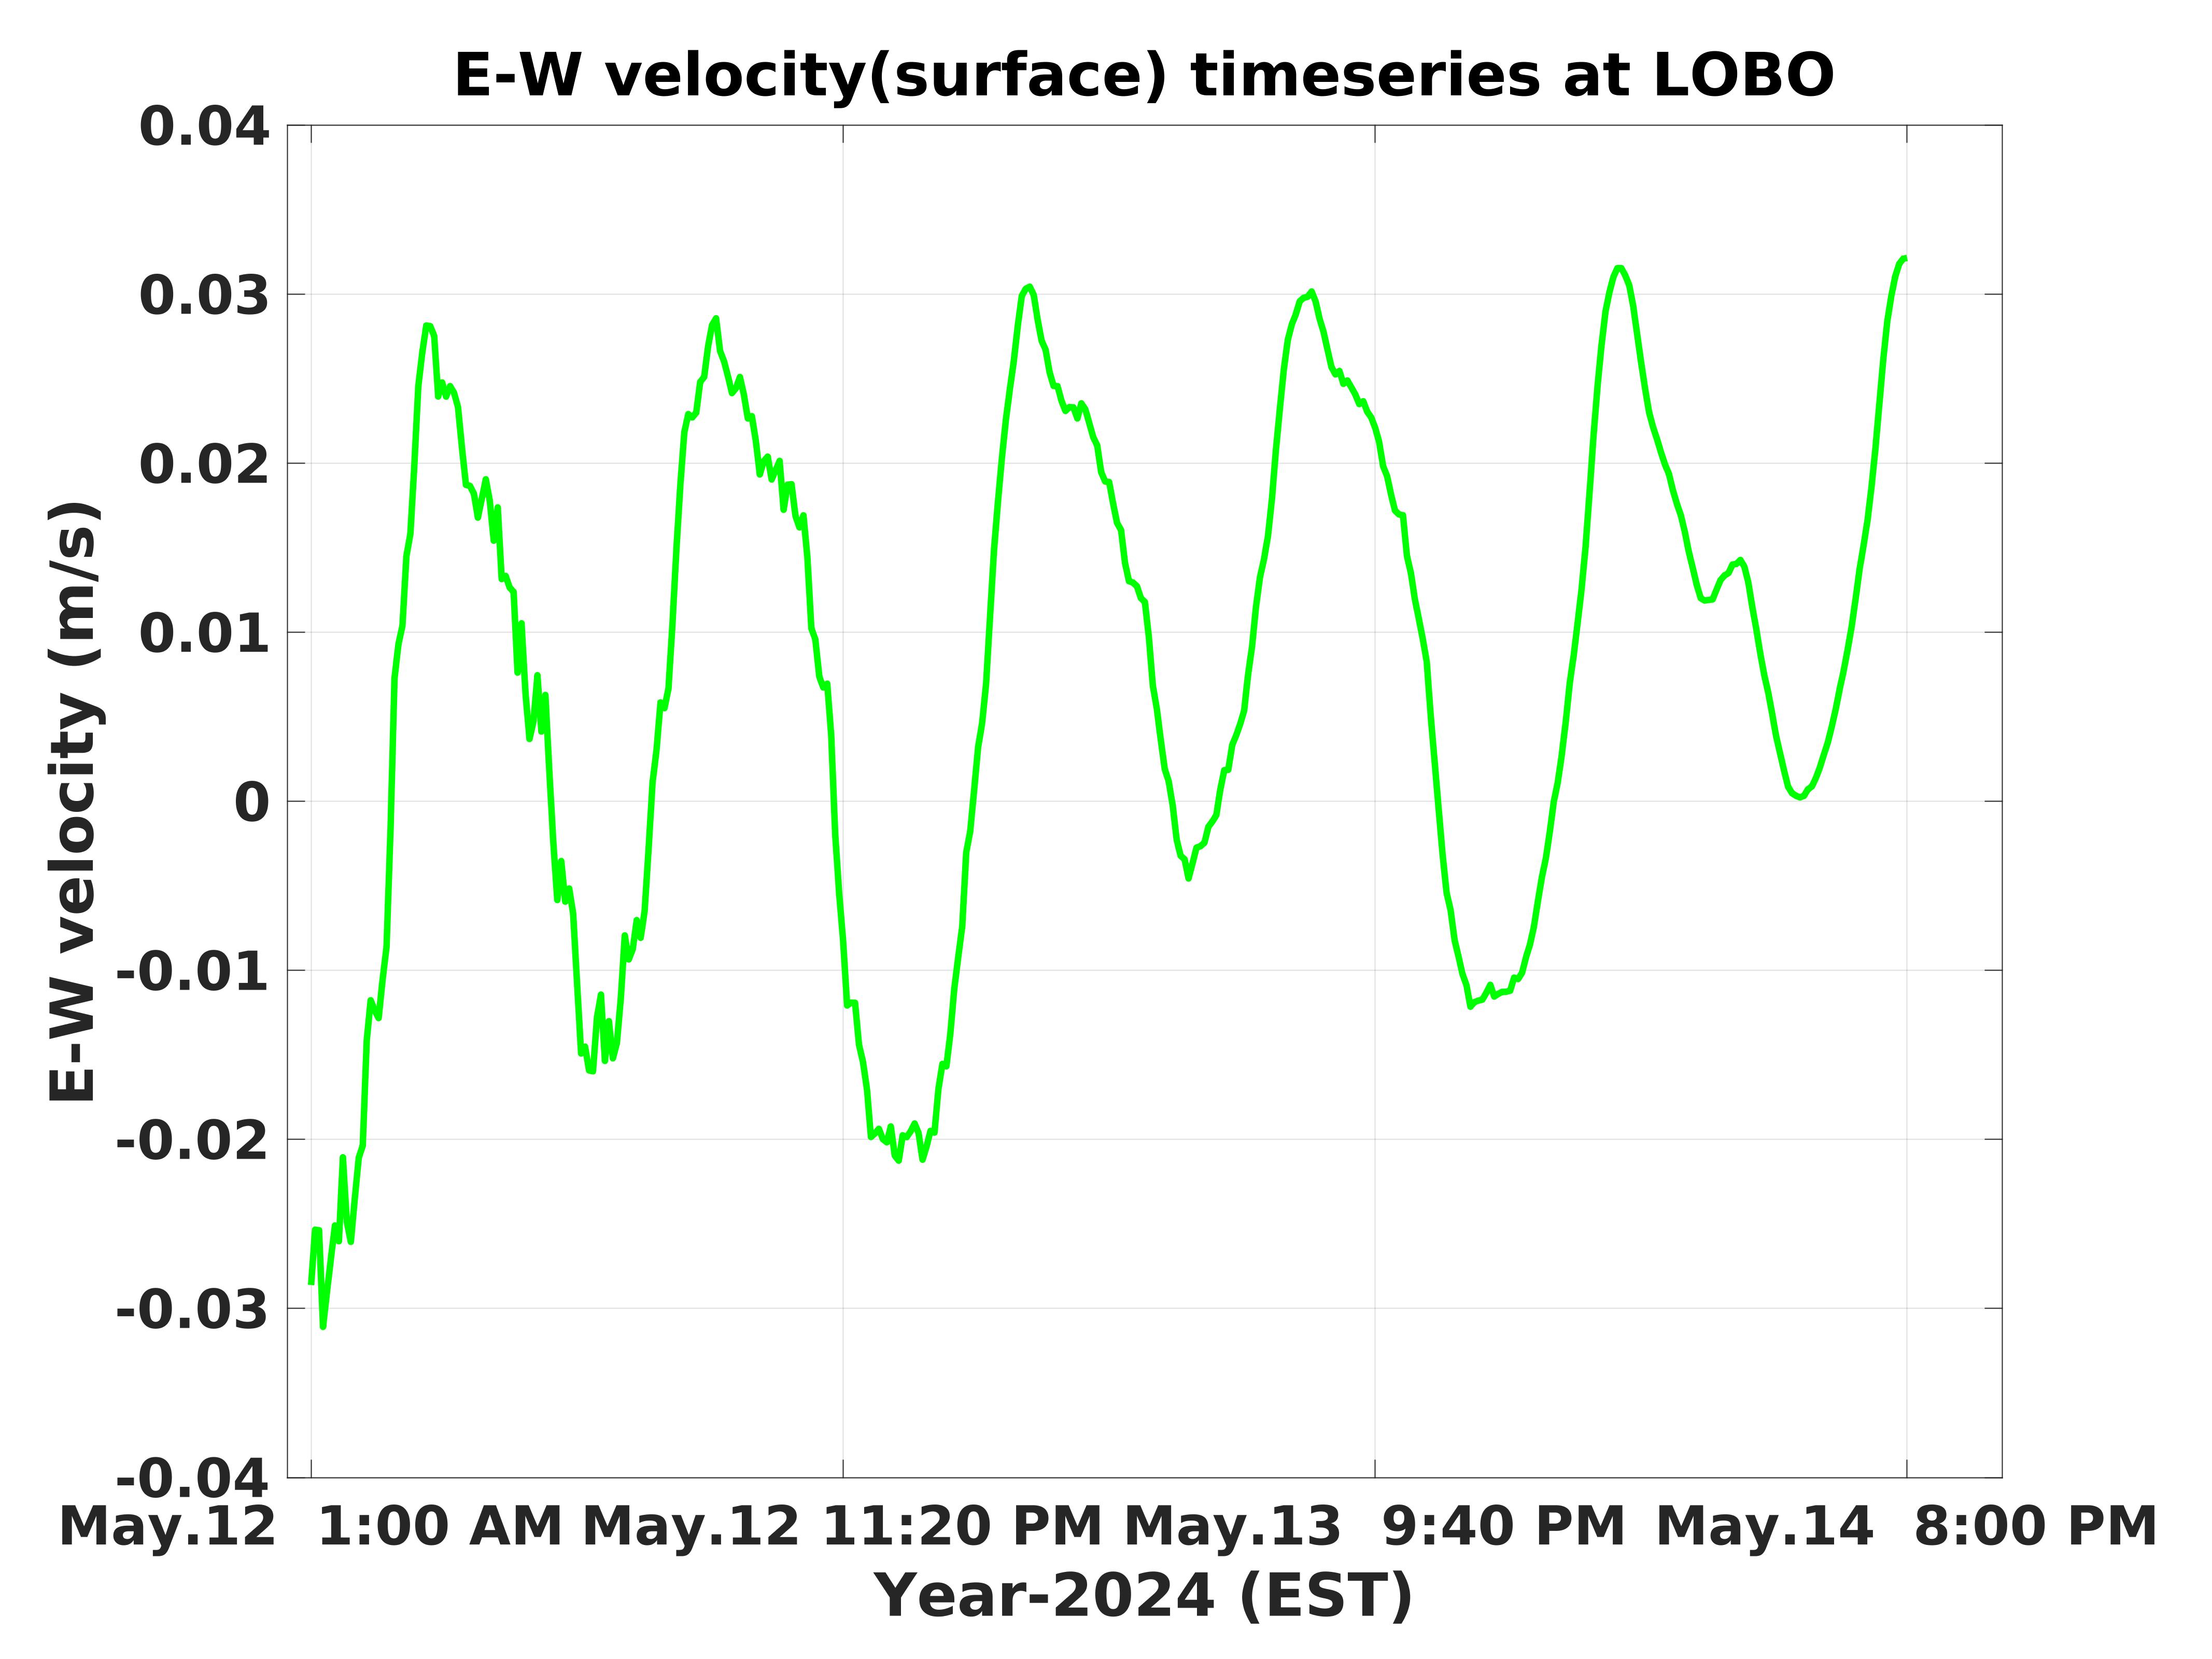 E-W velocity(surface) timeseries at LOBO
0.04
0.03
0.02
0.01
0
-0.01
-0.02
-0.03
-0.04
E-W velocity (m/s)
May.12 1:00 AM May.12 11:20 PM May.13 9:40 PM May.14 8:00 PM
Year-2024 (EST)